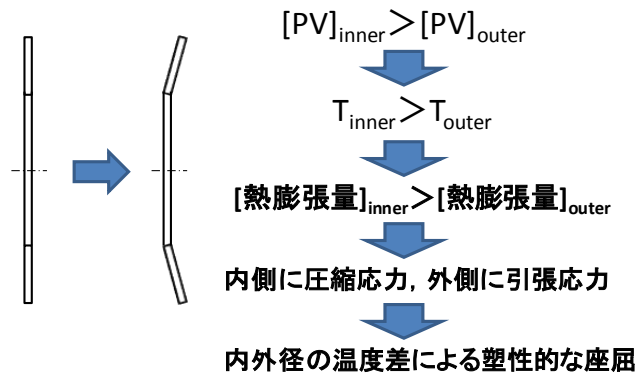 [PV]inner＞[PV]outer
Tinner＞Touter
[熱膨張量]inner＞[熱膨張量]outer
内側に圧縮応力, 外側に引張応力
内外径の温度差による塑性的な座屈